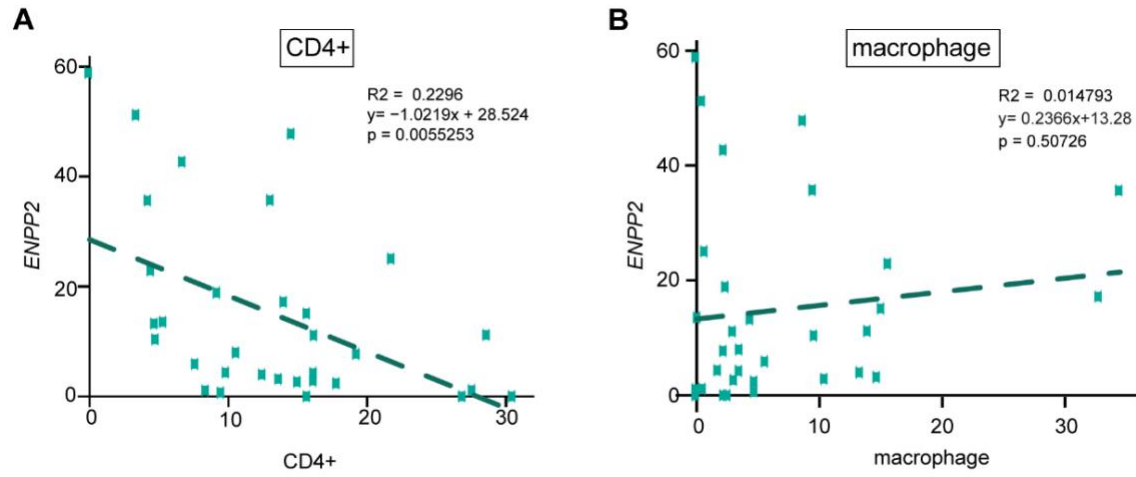 A
CD4+
60
40
20
0
ENPP2
R2 = 0.2296
y= −1.0219x + 28.524
p = 0.0055253
0 10 20 30
CD4+
B
macrophage
60
40
20
0
ENPP2
R2 = 0.014793
y= 0.2366x+13.28
p = 0.50726
0 10 20 30
macrophage